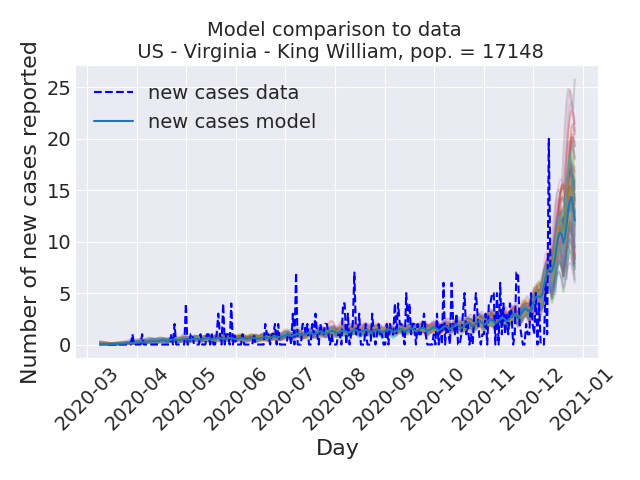 Model comparison to data
US - Virginia - King William, pop. = 17148
Number of new cases reported
25
20
15
10
5
0
new cases data
new cases model
2020-03
2020-04
2020-05
2020-06
2020-07
2020-08
2020-09
2020-10
2020-11
2020-12
2021-01
Day